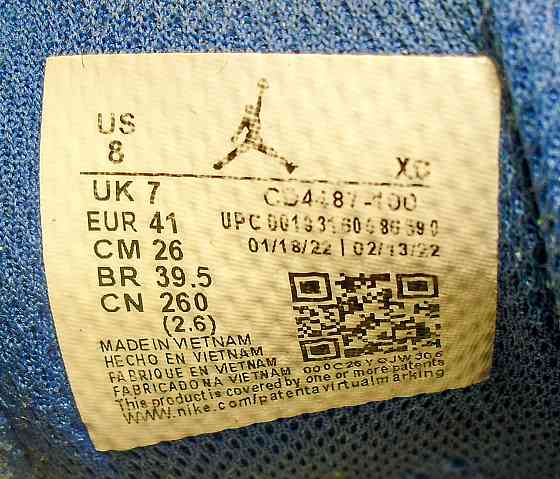 US
8
XC
UK 7
EUR 41
CM 26
BR 39.5
CN 260
(2.6)
CD4487-100
UPC
01/18/22 | 02/13/22
MADE IN VIETNAM
HECHO EN VIETNAM
FABRIQUE EN VIETNAM
FABRICADO NA VIETNAM
This product is covered by one or more patents
www.nike.com/patentavirtualmarking